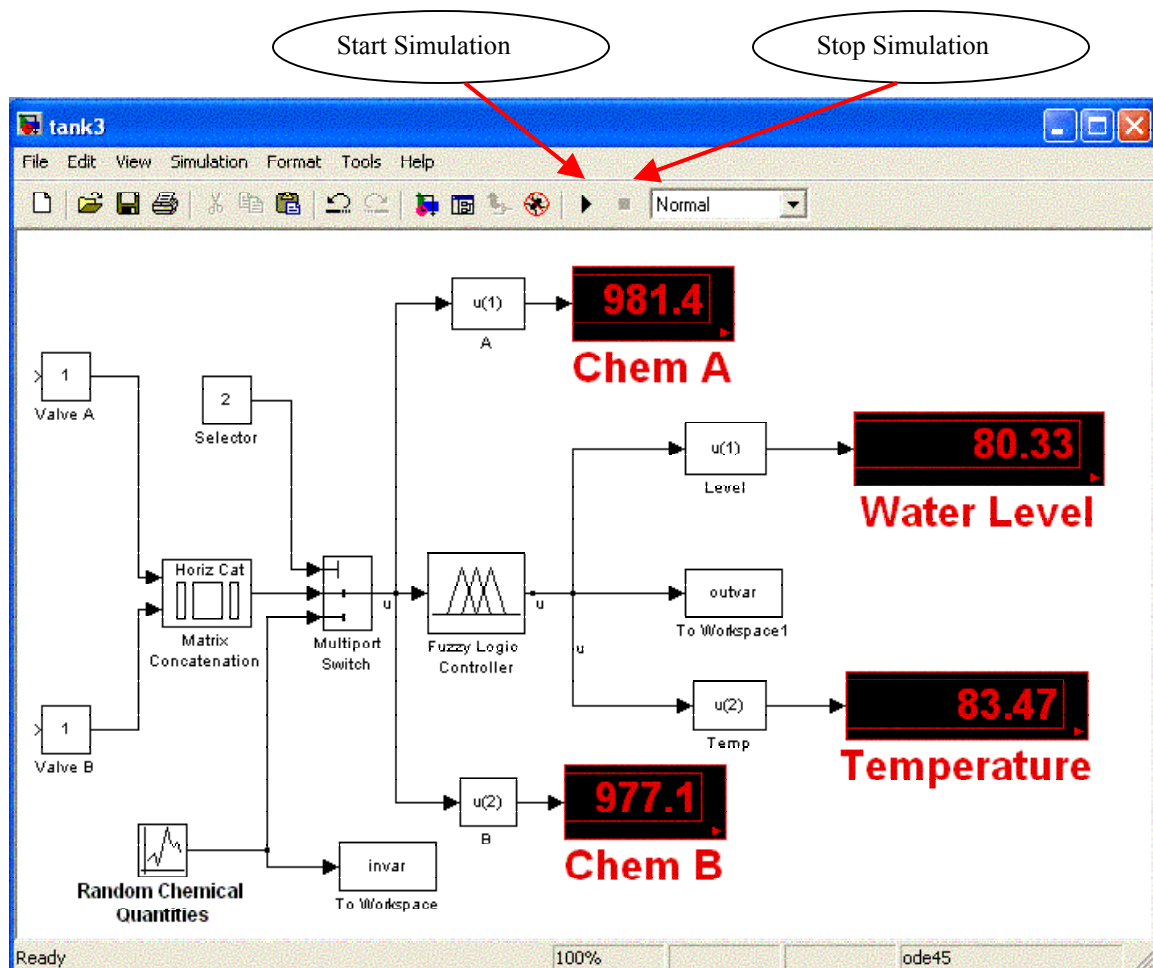 Start Simulation
Stop Simulation
tank3
File Edit View Simulation Format Tools Help
Normal
u(1)
A
981.4
Chem A
1
Valve A
2
Selector
u(1)
Level
80.33
Water Level
Horiz Cat
Matrix
Concatenation
Multiport
Switch
u
Fuzzy Logic
Controller
u
u
outvar
To Workspace1
u(2)
Temp
83.47
Temperature
1
Valve B
u(2)
B
977.1
Chem B
Random Chemical
Quantities
invar
To Workspace
Ready
100%
ode45